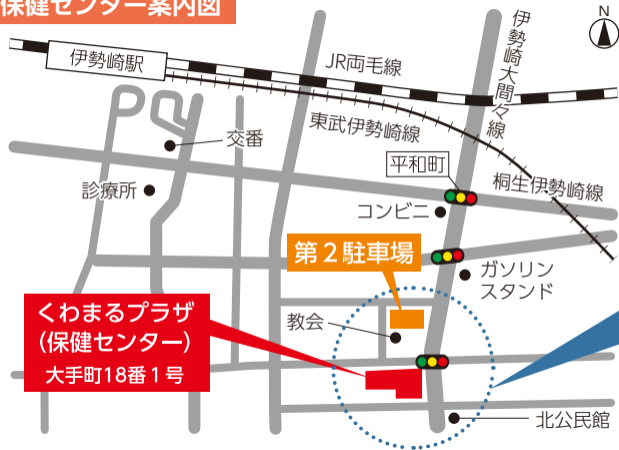 保健センター案内図
N
伊勢崎駅
JR両毛線
伊勢崎大間々線
東武伊勢崎線
交番
平和町
桐生伊勢崎線
診療所
コンビニ
第2駐車場
ガソリン
スタンド
くわまるプラザ
(保健センター)
大手町18番1号
教会
北公民館